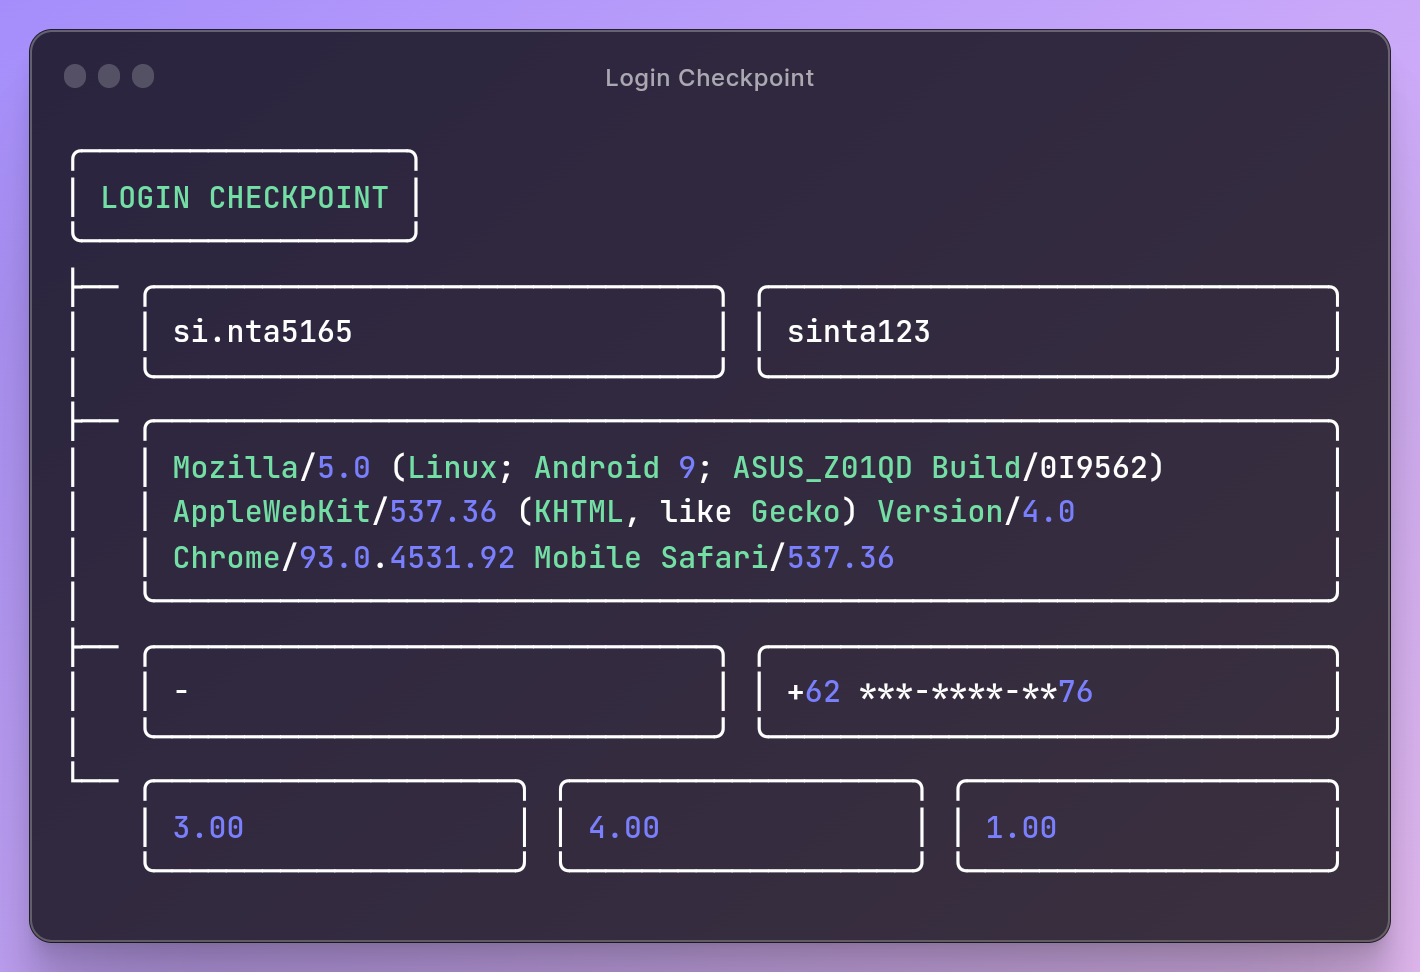 Login Checkpoint
LOGIN CHECKPOINT
si.nta5165
sinta123
Mozilla/5.0 (Linux; Android 9; ASUS_Z01QD Build/0I9562)
AppleWebKit/537.36 (KHTML, like Gecko) Version/4.0
Chrome/93.0.4531.92 Mobile Safari/537.36
-
+62 ***-****-**76
3.00
4.00
1.00